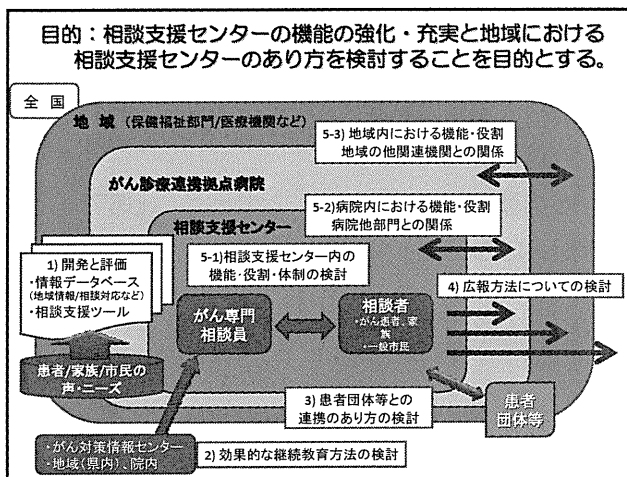 目的：相談支援センターの機能の強化・充実と地域における
相談支援センターのあり方を検討することを目的とする。
全 国
地 域（保健福祉部門/医療機関など）
5-3) 地域内における機能・役割
地域の他関連機関との関係
がん診療連携拠点病院
5-2)病院内における機能・役割
病院他部門との関係
相談支援センター
5-1)相談支援センター内の
機能・役割・体制の検討
1) 開発と評価
・情報データベース
（地域情報/相談対応など）
・相談支援ツール
がん専門
相談員
相談者
・がん患者、家
族
・一般市民
4) 広報方法についての検討
患者/家族/市民の
声・ニーズ
3) 患者団体等との
連携のあり方の検討
患者
団体等
・がん対策情報センター
・地域（県内）、院内
2) 効果的な継続教育方法の検討